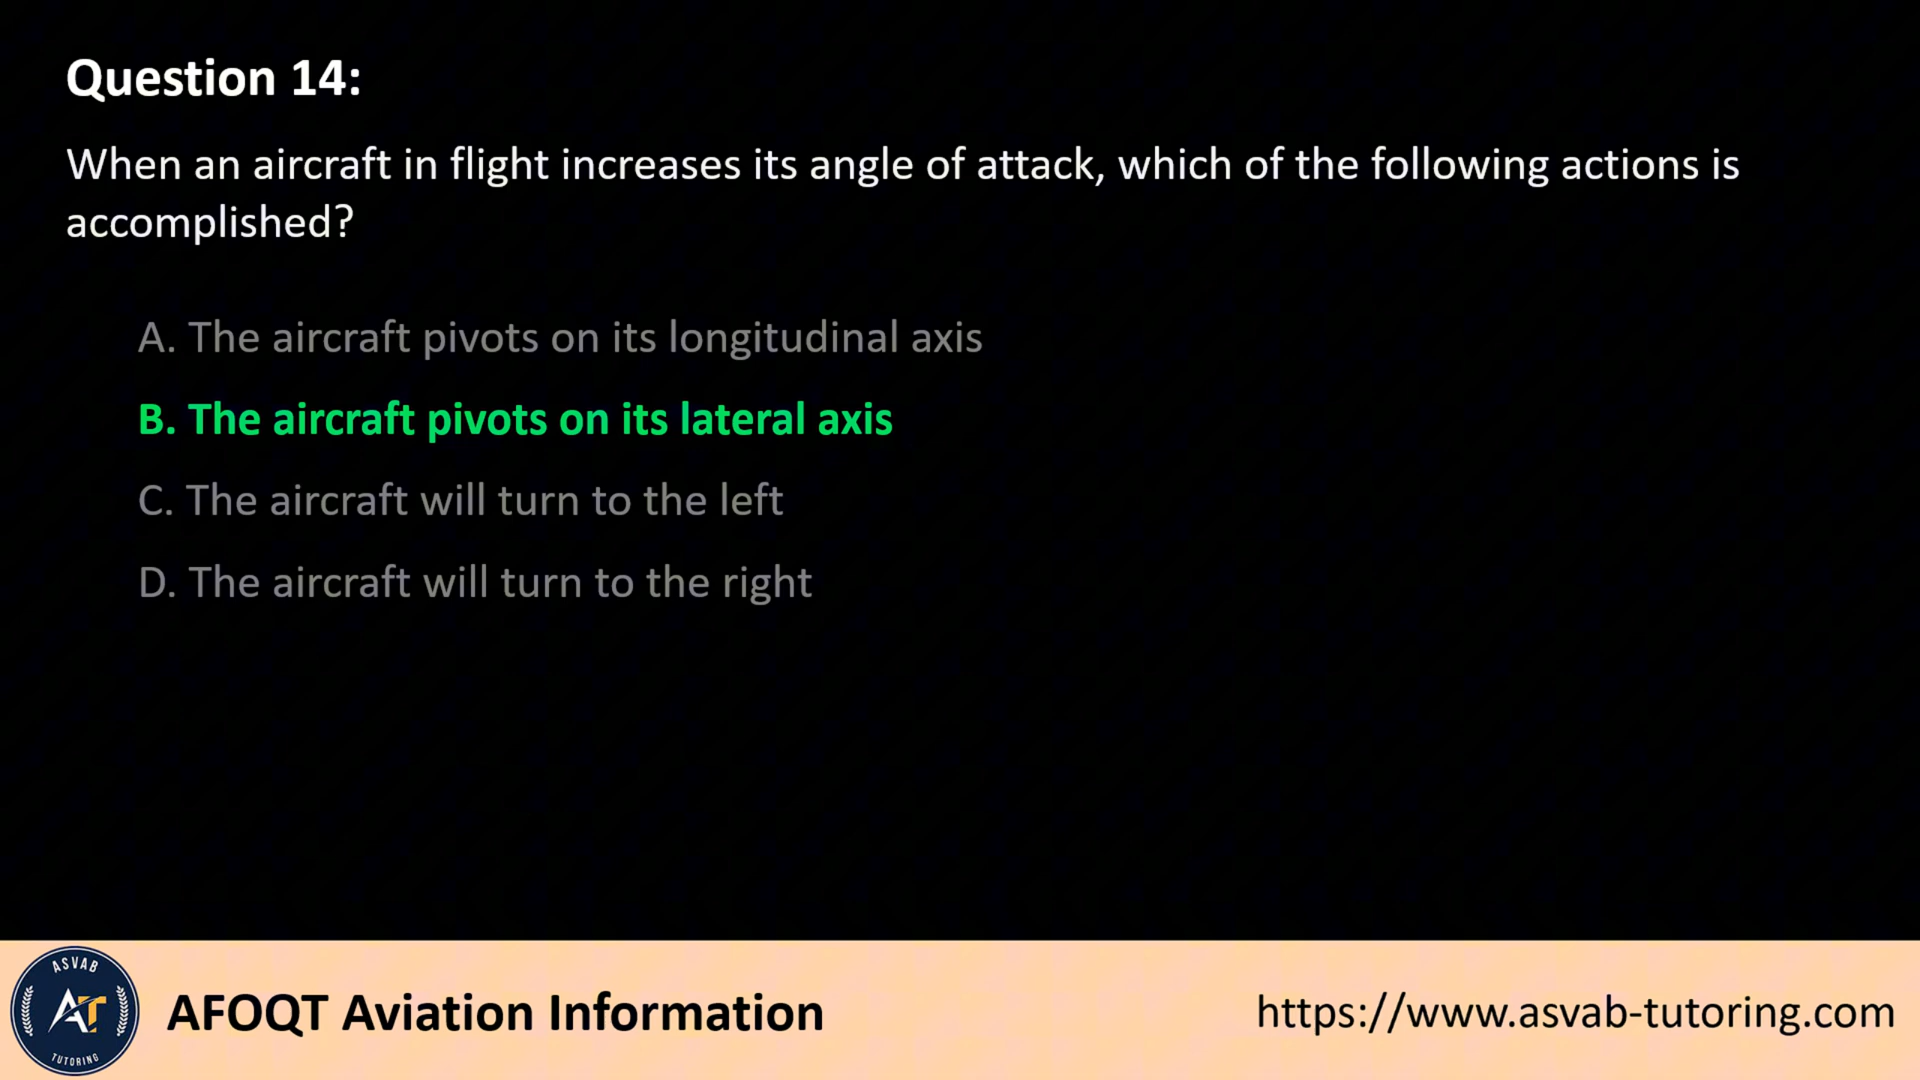 Question 14:
When an aircraft in flight increases its angle of attack, which of the following actions is
accomplished?
A. The aircraft pivots on its longitudinal axis
B. The aircraft pivots on its lateral axis
C. The aircraft will turn to the left
D. The aircraft will turn to the right
ASVAB
AT
TUTORING
AFOQT Aviation Information
https://www.asvab-tutoring.com